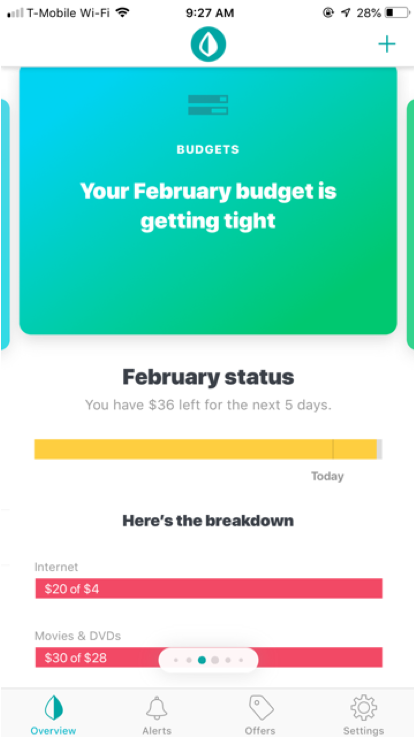 T-Mobile Wi-Fi 9:27 AM 28%
BUDGETS
Your February budget is
getting tight
February status
You have $36 left for the next 5 days.
Today
Here's the breakdown
Internet
$20 of $4
Movies & DVDs
$30 of $28
Overview Alerts Offers Settings